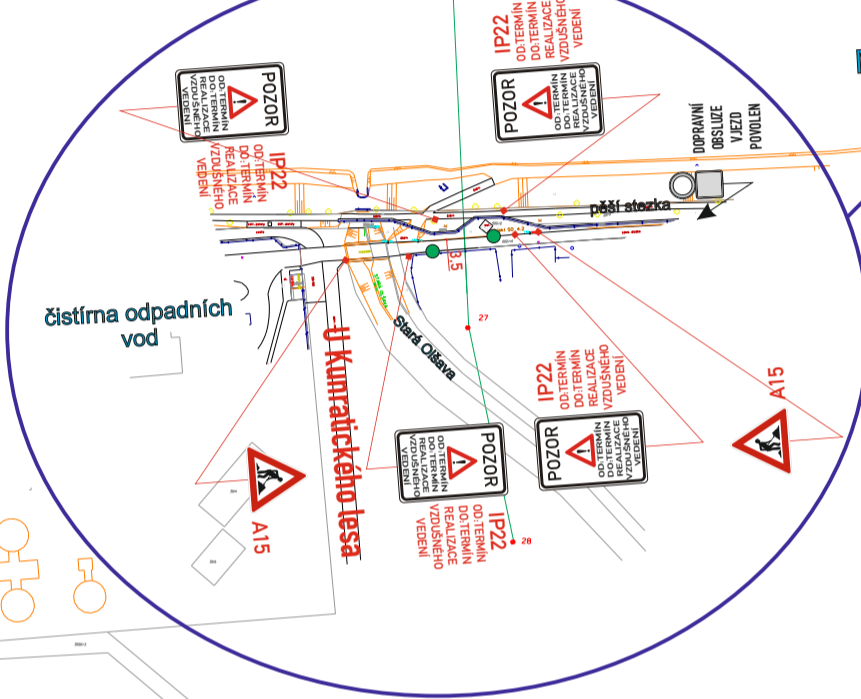 IP22
OD:TERMÍN
DO:TERMÍN
REALIZACE
VZDUŠNÉHO
VEDENÍ
POZOR
OD:TERMÍN
DO:TERMÍN
REALIZACE
VZDUŠNÉHO
VEDENÍ
POZOR
OD:TERMÍN
DO:TERMÍN
REALIZACE
VZDUŠNÉHO
VEDENÍ
IP22
OD:TERMÍN
DO:TERMÍN
REALIZACE
VZDUŠNÉHO
VEDENÍ
DOPRAVNÍ
OBSLUZE
VJEZD
POVOLEN
pěší stezka
3.5
čistírna odpadních
vod
27
Stará Olšava
U Kunratického lesa
IP22
OD:TERMÍN
DO:TERMÍN
REALIZACE
VZDUŠNÉHO
VEDENÍ
POZOR
OD:TERMÍN
DO:TERMÍN
REALIZACE
VZDUŠNÉHO
VEDENÍ
A15
POZOR
OD:TERMÍN
DO:TERMÍN
REALIZACE
VZDUŠNÉHO
VEDENÍ
IP22
OD:TERMÍN
DO:TERMÍN
REALIZACE
VZDUŠNÉHO
VEDENÍ
A15
28